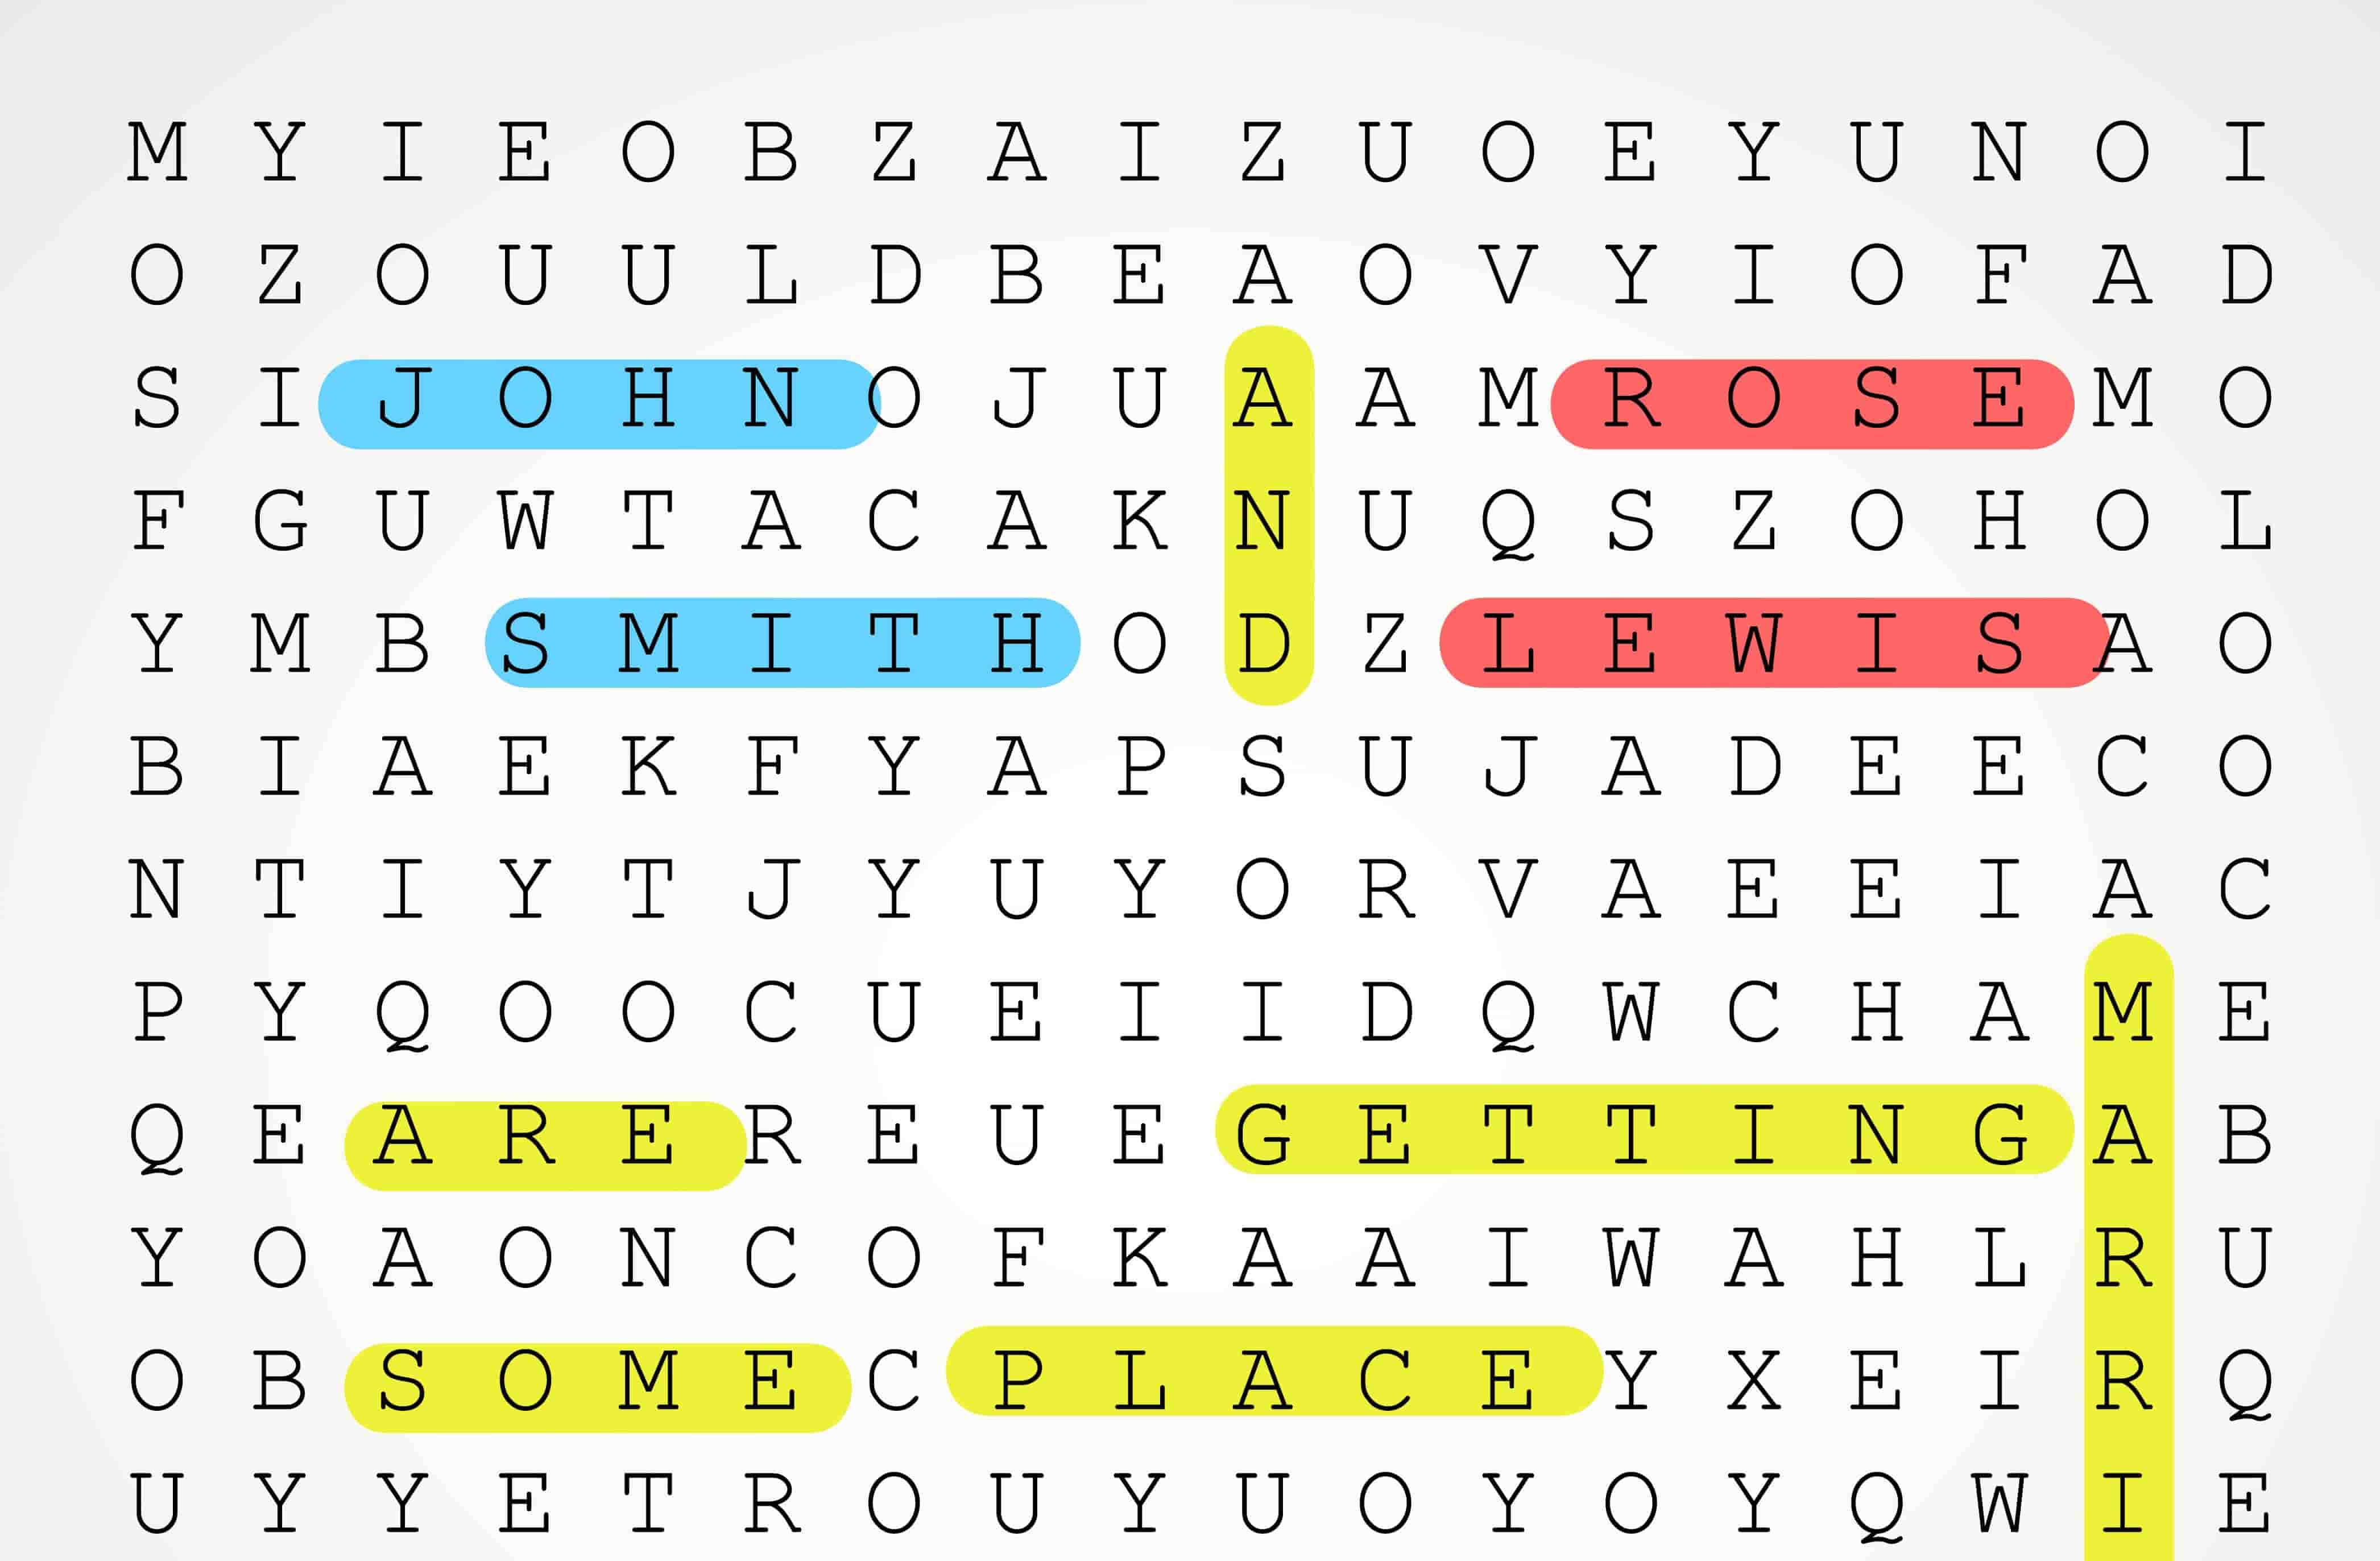 M Y I E O B Z A I Z U O E Y U N O I
O Z O U U L D B E A O V Y I O F A D
S I J O H N O J U A A M R O S E M O
F G U W T A C A K N U Q S Z O H O L
Y M B S M I T H O D Z L E W I S A O
B I A E K F Y A P S U J A D E E C O
N T I Y T J Y U Y O R V A E E I A C
P Y Q O O C U E I I D Q W C H A M E
Q E A R E R E U E G E T T I N G A B
Y O A O N C O F K A A I W A H L R U
O B S O M E C P L A C E Y X E I R Q
U Y Y E T R O U Y U O Y O Y Q W I E